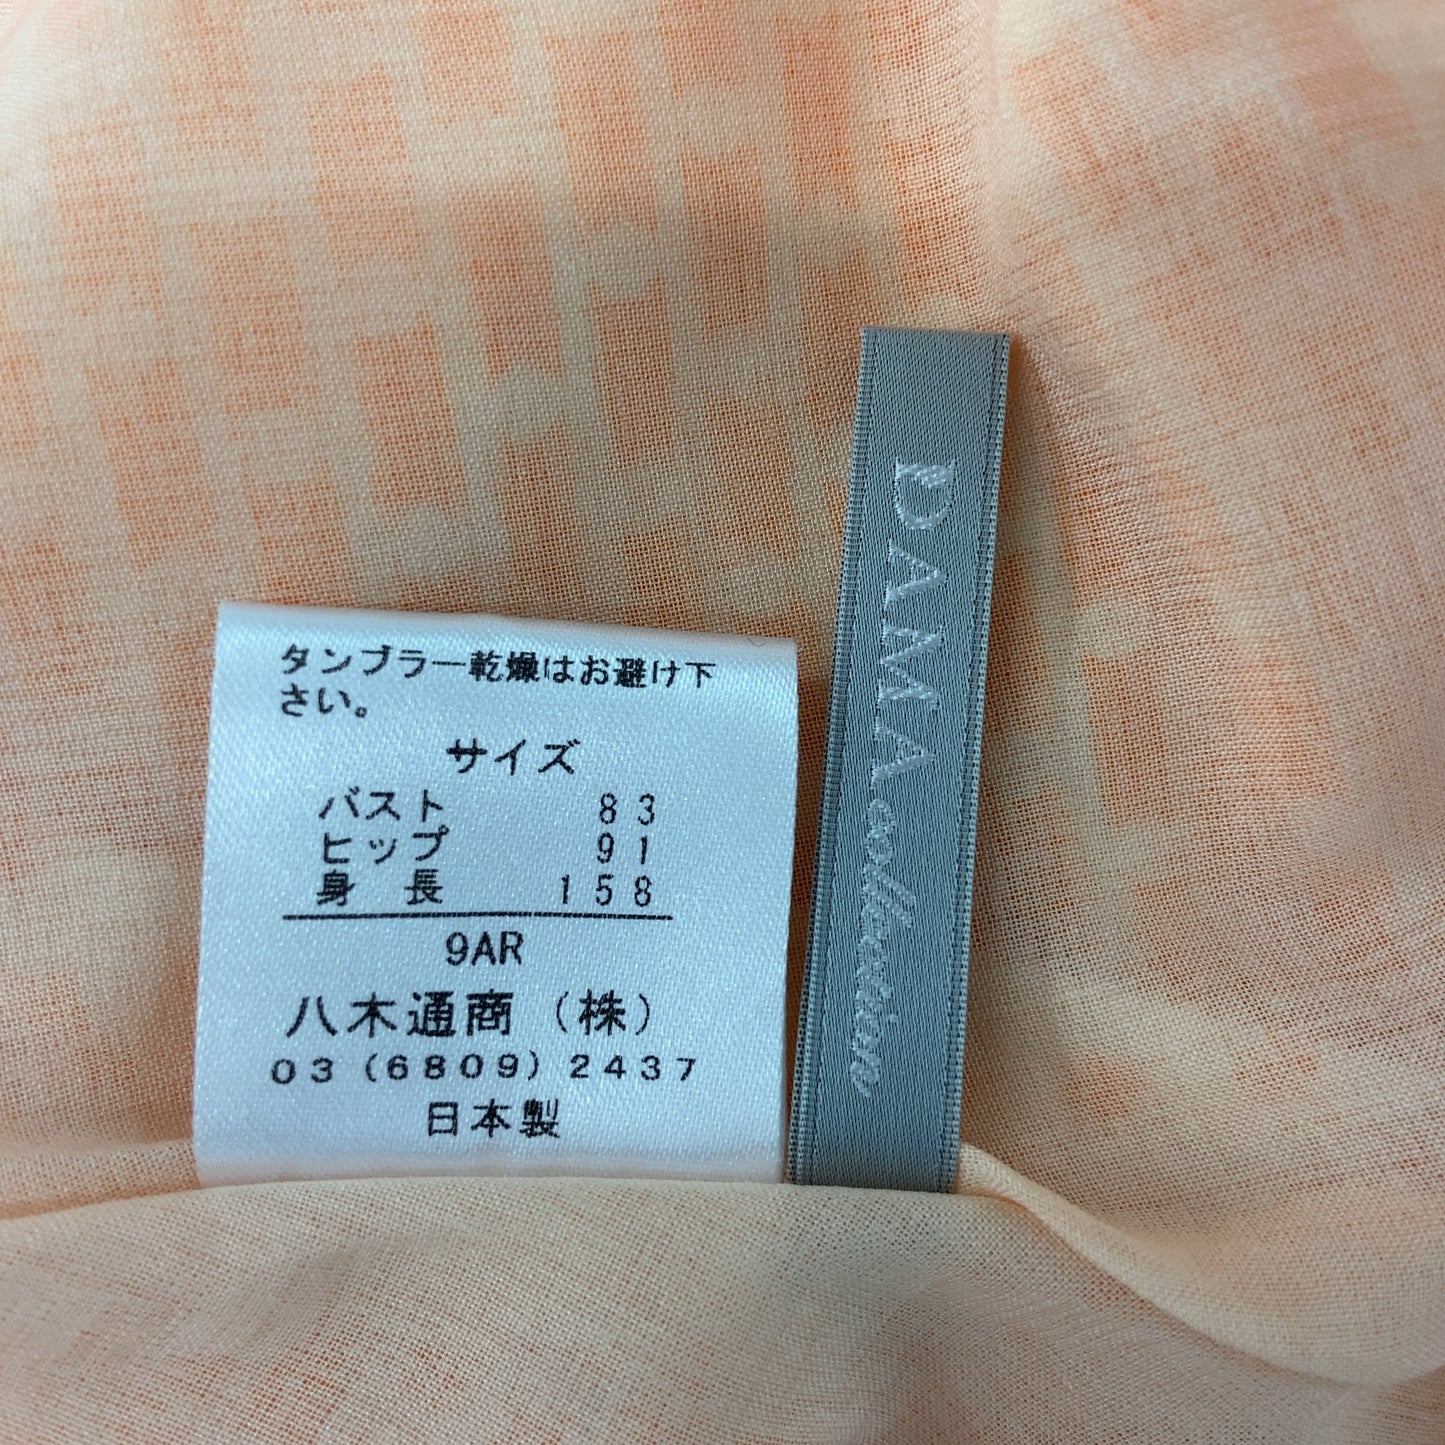 タンブラー乾燥はお避け下
さい。
サイズ
バスト 83
ヒップ 91
身長 158
9AR
八木通商(株)
03(6809)2437
日本製
DAMA collection